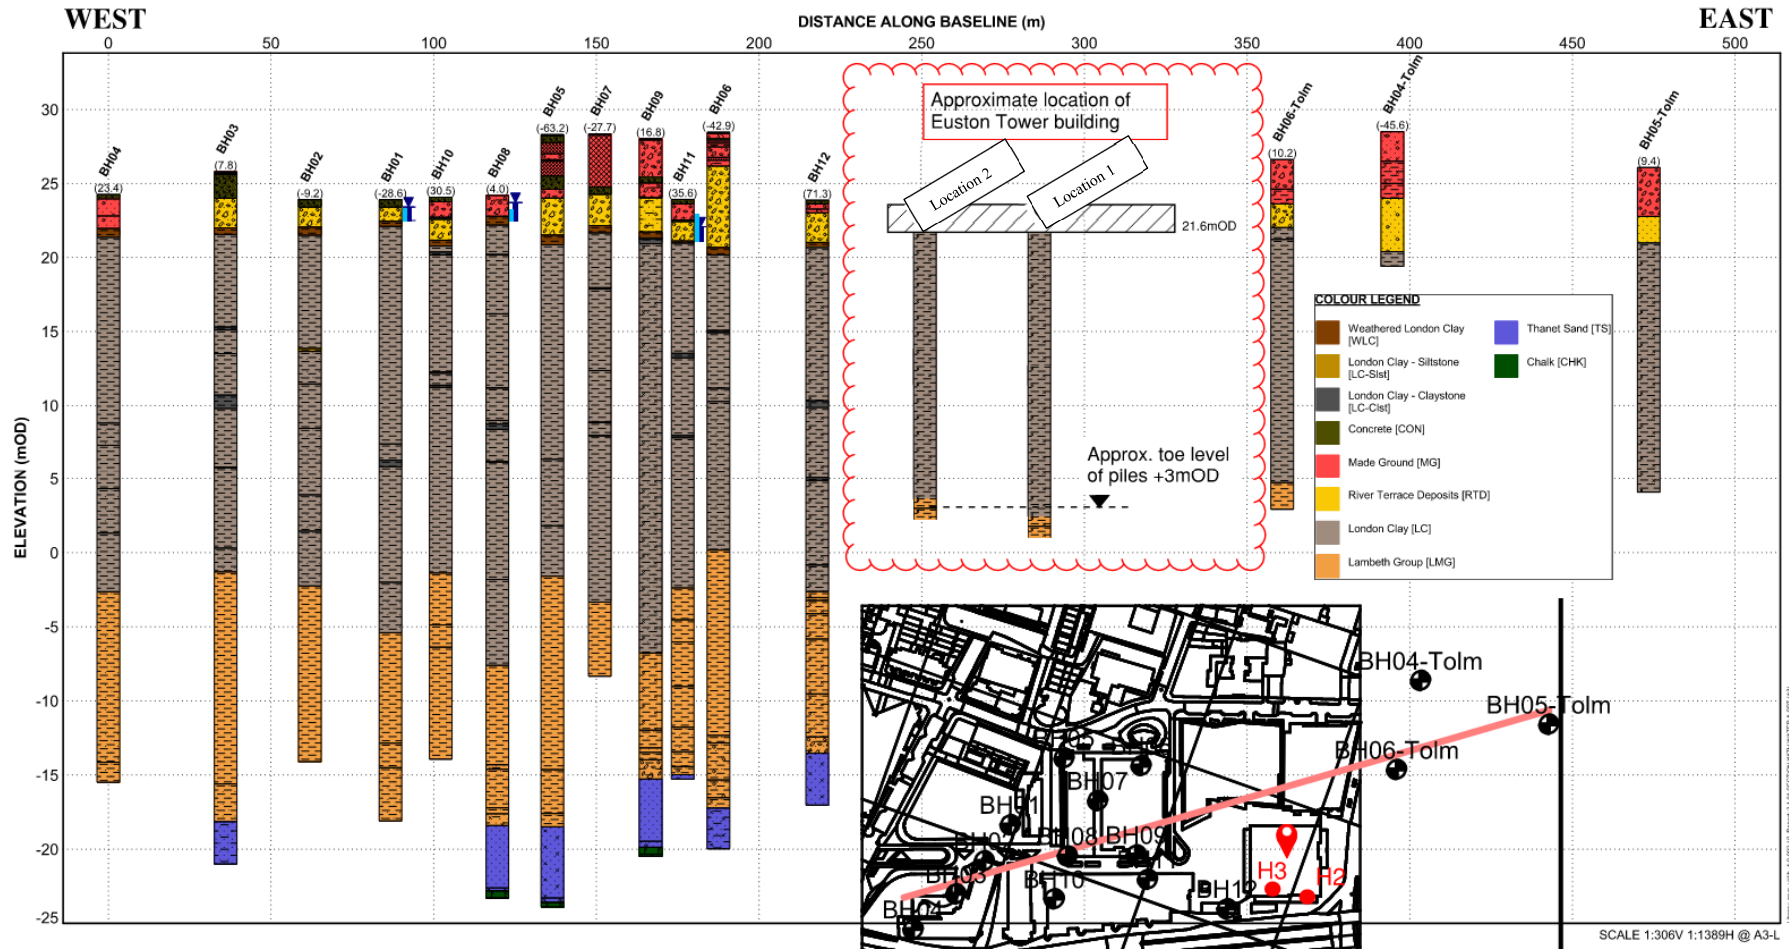 WEST
DISTANCE ALONG BASELINE (m)
EAST
0 50 100 150 200 250 300 350 400 450 500
ELEVATION (mOD)
30
25
20
15
10
5
0
-5
-10
-15
-20
-25
BH04
(23.4)
BH03
(7.8)
BH02
(-9.2)
BH01
(-28.6)
BH10
(30.5)
BH08
(4.0)
BH05
(-63.2)
BH07
(-27.7)
BH09
(16.8)
BH11
(35.6)
BH06
(-42.9)
BH12
(71.3)
Approximate location of
Euston Tower building
Location 2
Location 1
21.6mOD
Approx. toe level
of piles +3mOD
BH06-Tolm
(10.2)
BH04-Tolm
(-45.6)
BH05-Tolm
(9.4)
COLOUR LEGEND
Weathered London Clay
[WLC]
London Clay - Siltstone
[LC-Slst]
London Clay - Claystone
[LC-Clst]
Concrete [CON]
Made Ground [MG]
River Terrace Deposits [RTD]
London Clay [LC]
Lambeth Group [LMG]
Thanet Sand [TS]
Chalk [CHK]
BH04-Tolm
BH05-Tolm
BH06-Tolm
BH07
BH01
BH08
BH09
BH02
BH03
BH10
BH12
BH04
H3
H2
SCALE 1:306V 1:1389H @ A3-L